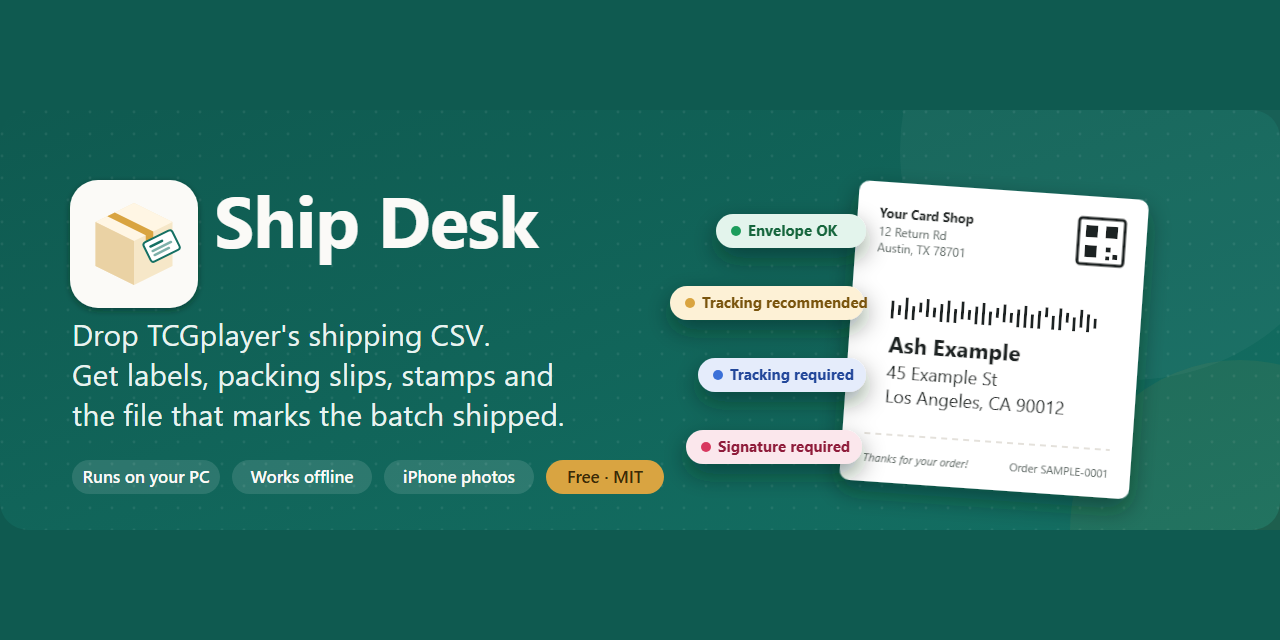 Ship Desk
Drop TCGplayer's shipping CSV.
Get labels, packing slips, stamps and
the file that marks the batch shipped.
Runs on your PC
Works offline
iPhone photos
Free · MIT
Envelope OK
Tracking recommended
Tracking required
Signature required
Your Card Shop
12 Return Rd
Austin, TX 78701
Ash Example
45 Example St
Los Angeles, CA 90012
Thanks for your order!
Order SAMPLE-0001